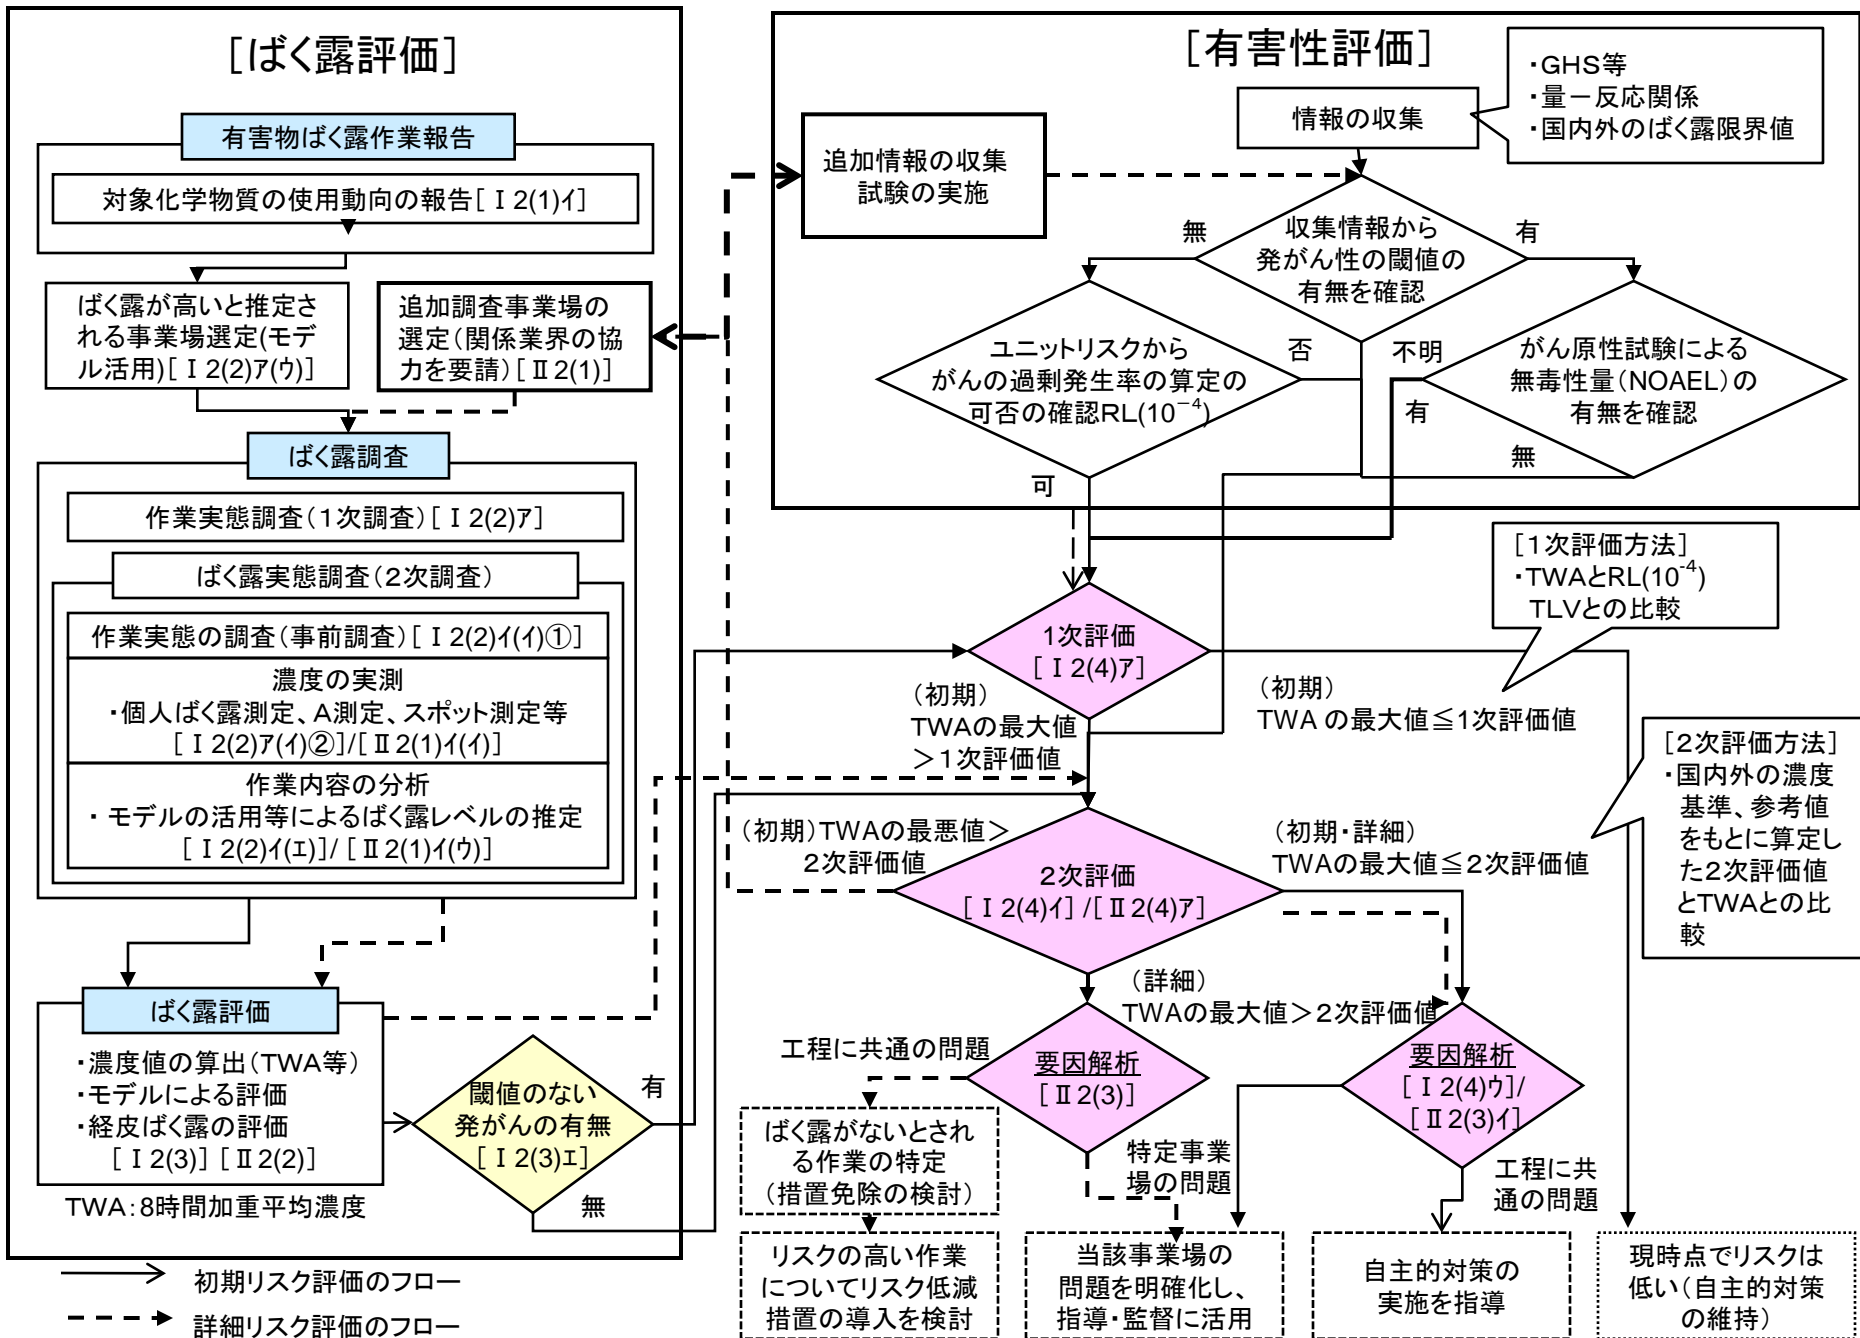 [ばく露評価]
有害物ばく露作業報告
対象化学物質の使用動向の報告[Ⅰ2(1)イ]
ばく露が高いと推定さ
れる事業場選定(モデ
ル活用)[Ⅰ2(2)ア(ウ)]
追加調査事業場の
選定(関係業界の協
力を要請)[Ⅱ2(1)]
ばく露調査
作業実態調査(1次調査)[Ⅰ2(2)ア]
ばく露実態調査(2次調査)
作業実態の調査(事前調査)[Ⅰ2(2)イ(イ)①]
濃度の実測
・個人ばく露測定、A測定、スポット測定等
[Ⅰ2(2)ア(イ)②]/[Ⅱ2(1)イ(イ)]
作業内容の分析
・モデルの活用等によるばく露レベルの推定
[Ⅰ2(2)イ(エ)]/[Ⅱ2(1)イ(ウ)]
ばく露評価
・濃度値の算出(TWA等)
・モデルによる評価
・経皮ばく露の評価
[Ⅰ2(3)] [Ⅱ2(2)]
TWA:8時間加重平均濃度
閾値のない
発がんの有無
[Ⅰ2(3)エ]
有
無
初期リスク評価のフロー
詳細リスク評価のフロー
[有害性評価]
・GHS等
・量－反応関係
・国内外のばく露限界値
情報の収集
追加情報の収集
試験の実施
収集情報から
発がん性の閾値の
有無を確認
無
有
ユニットリスクから
がんの過剰発生率の算定の
可否の確認RL(10⁻⁴)
否
可
不明
有
無
がん原性試験による
無毒性量(NOAEL)の
有無を確認
[1次評価方法]
・TWAとRL(10⁻⁴)
TLVとの比較
1次評価
[Ⅰ2(4)ア]
(初期)
TWAの最大値
＞1次評価値
(初期)
TWA の最大値≦1次評価値
[2次評価方法]
・国内外の濃度
基準、参考値
をもとに算定し
た2次評価値
とTWAとの比
較
(初期)TWAの最悪値＞
2次評価値
(初期・詳細)
TWAの最大値≦2次評価値
2次評価
[Ⅰ2(4)イ] /[Ⅱ2(4)ア]
(詳細)
TWAの最大値＞2次評価値
工程に共通の問題
要因解析
[Ⅱ2(3)]
要因解析
[Ⅰ2(4)ウ]/
[Ⅱ2(3)イ]
ばく露がないとされ
る作業の特定
(措置免除の検討)
特定事業
場の問題
工程に共
通の問題
リスクの高い作業
についてリスク低減
措置の導入を検討
当該事業場の
問題を明確化し、
指導・監督に活用
自主的対策の
実施を指導
現時点でリスクは
低い(自主的対策
の維持)